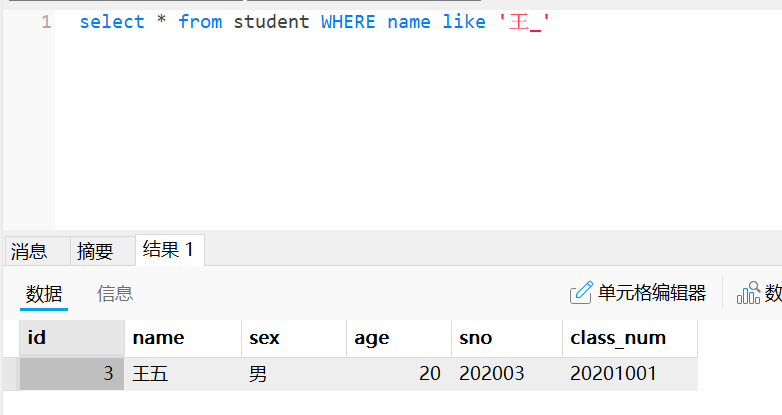 1 select * from student WHERE name like '王_'
消息 摘要 结果 1
数据 信息 单元格编辑器 数
id name sex age sno class_num
3 王五 男 20 202003 20201001